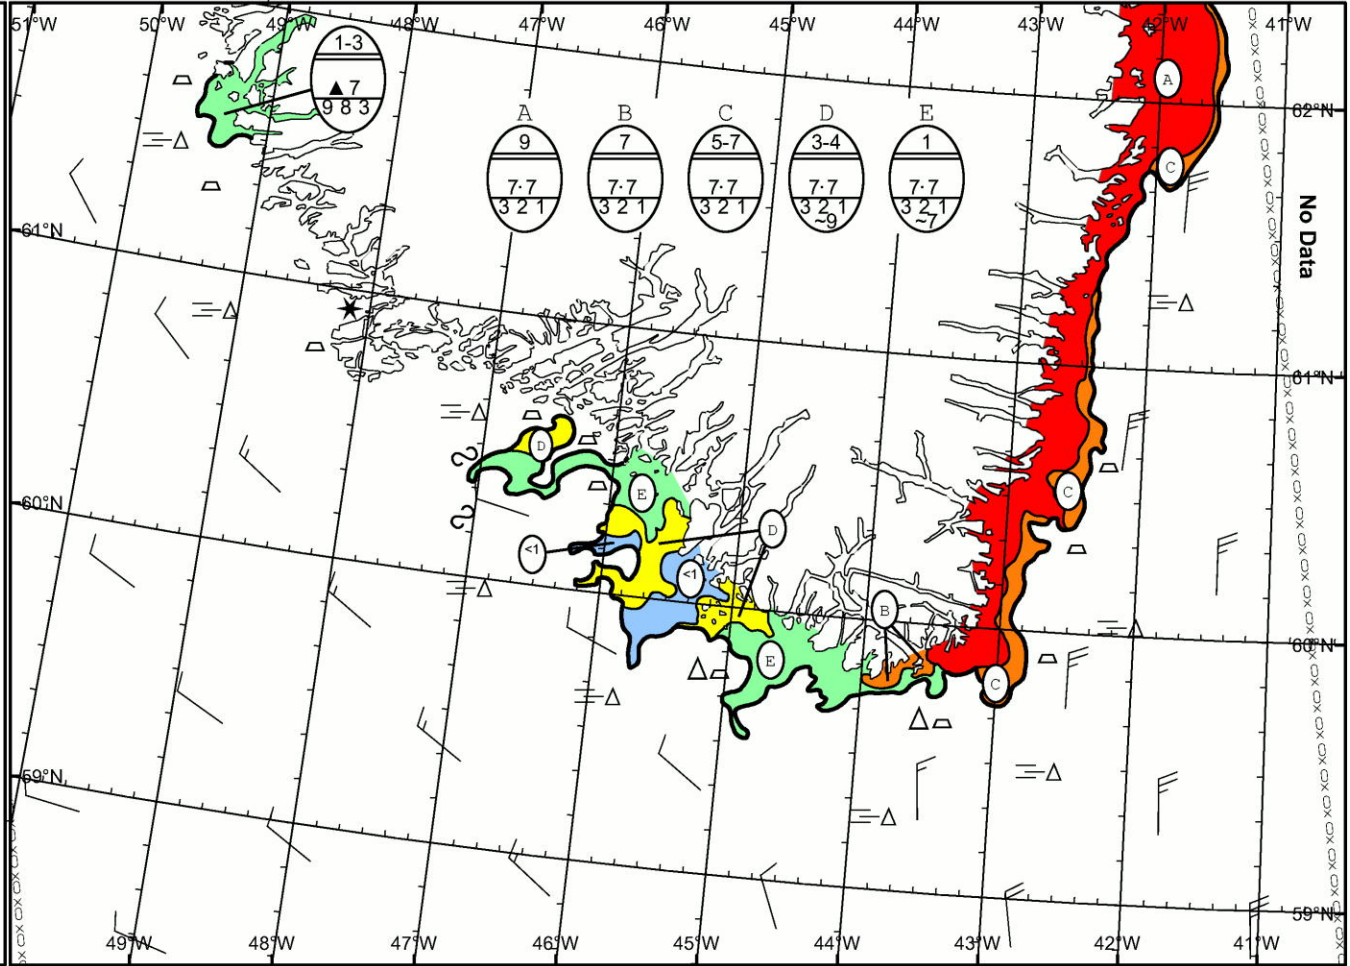 51°W 50°W 49°W 48°W 47°W 46°W 45°W 44°W 43°W 42°W 41°W
1-3
▲ 7
9 8 3
A
62°N
A B C D E
9 7 5-7 3-4 1
7·7 7·7 7·7 7·7 7·7
3 2 1 3 2 1 3 2 1 3 2 1 3 2 1
~9 ~7
C
No Data
61°N
61°N
D
E
C
60°N
D
<1
<1
B
60°N
E
C
59°N
59°N
49°W 48°W 47°W 46°W 45°W 44°W 43°W 42°W 41°W